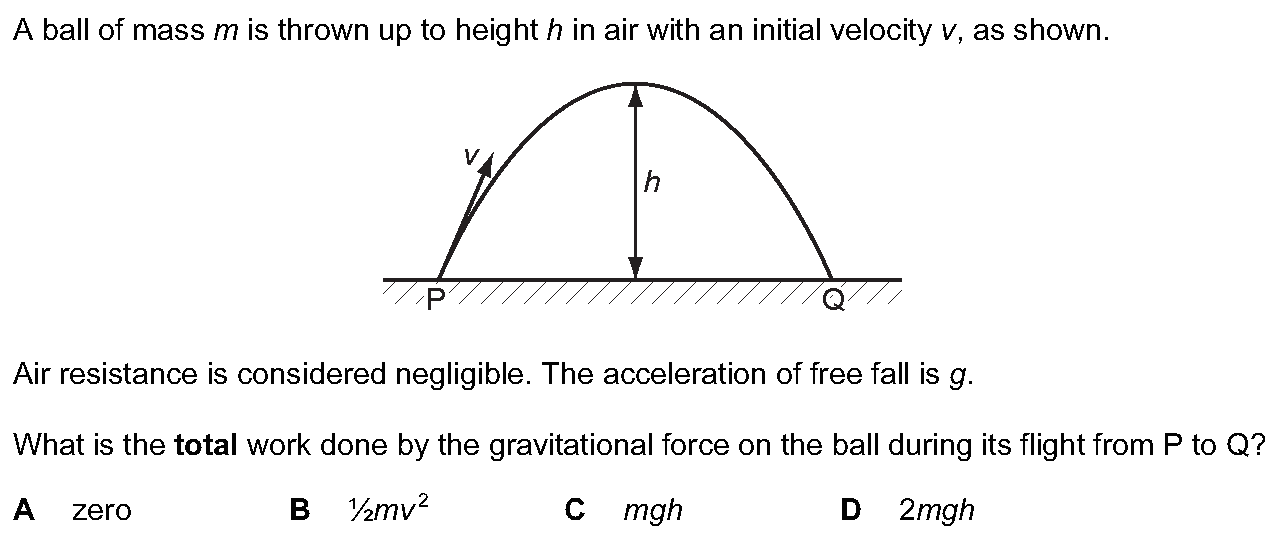 A ball of mass m is thrown up to height h in air with an initial velocity v, as shown.
v
h
P
Q
Air resistance is considered negligible. The acceleration of free fall is g.
What is the total work done by the gravitational force on the ball during its flight from P to Q?
A zero B ½mv² C mgh D 2mgh